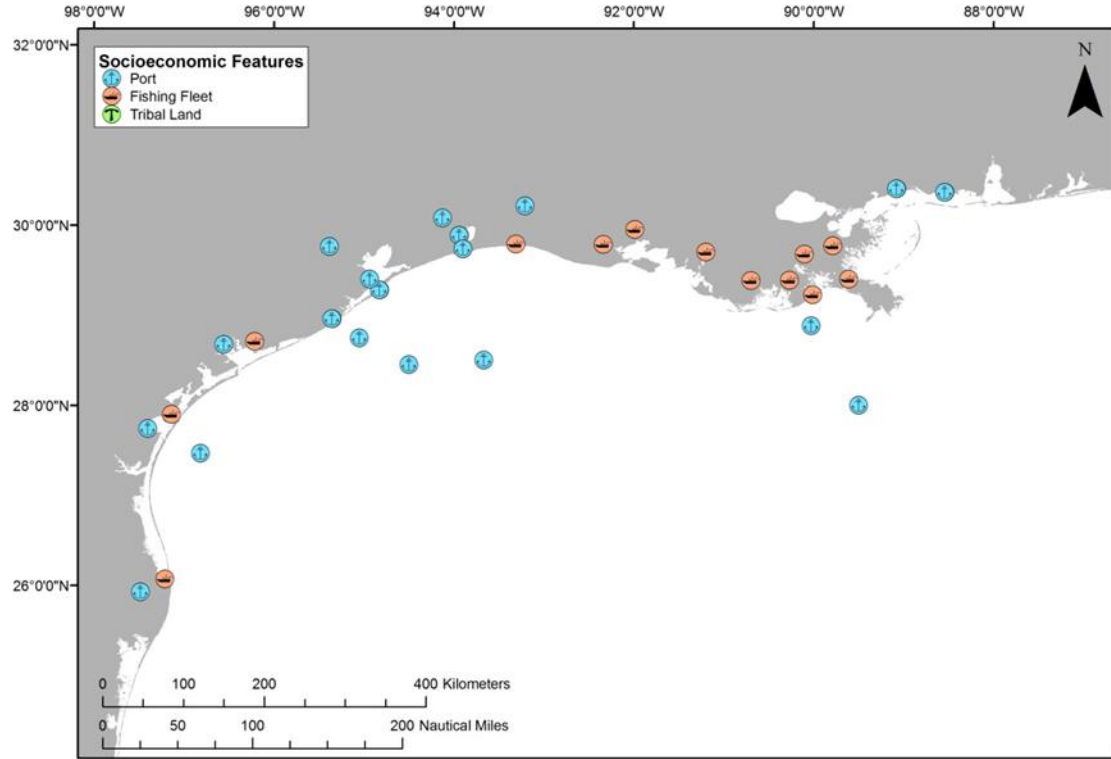 98°0'0"W 96°0'0"W 94°0'0"W 92°0'0"W 90°0'0"W 88°0'0"W
32°0'0"N
Socioeconomic Features
Port
Fishing Fleet
Tribal Land
N
30°0'0"N
28°0'0"N
26°0'0"N
0 100 200 400 Kilometers
0 50 100 200 Nautical Miles